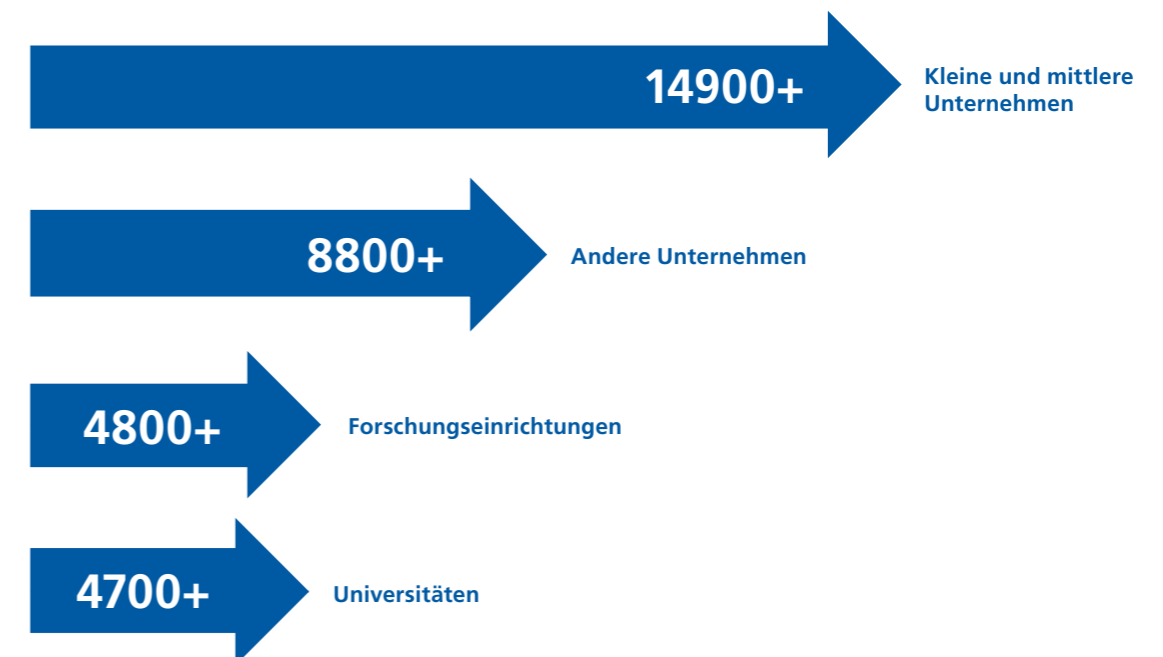 14900+
Kleine und mittlere
Unternehmen
8800+
Andere Unternehmen
4800+
Forschungseinrichtungen
4700+
Universitäten